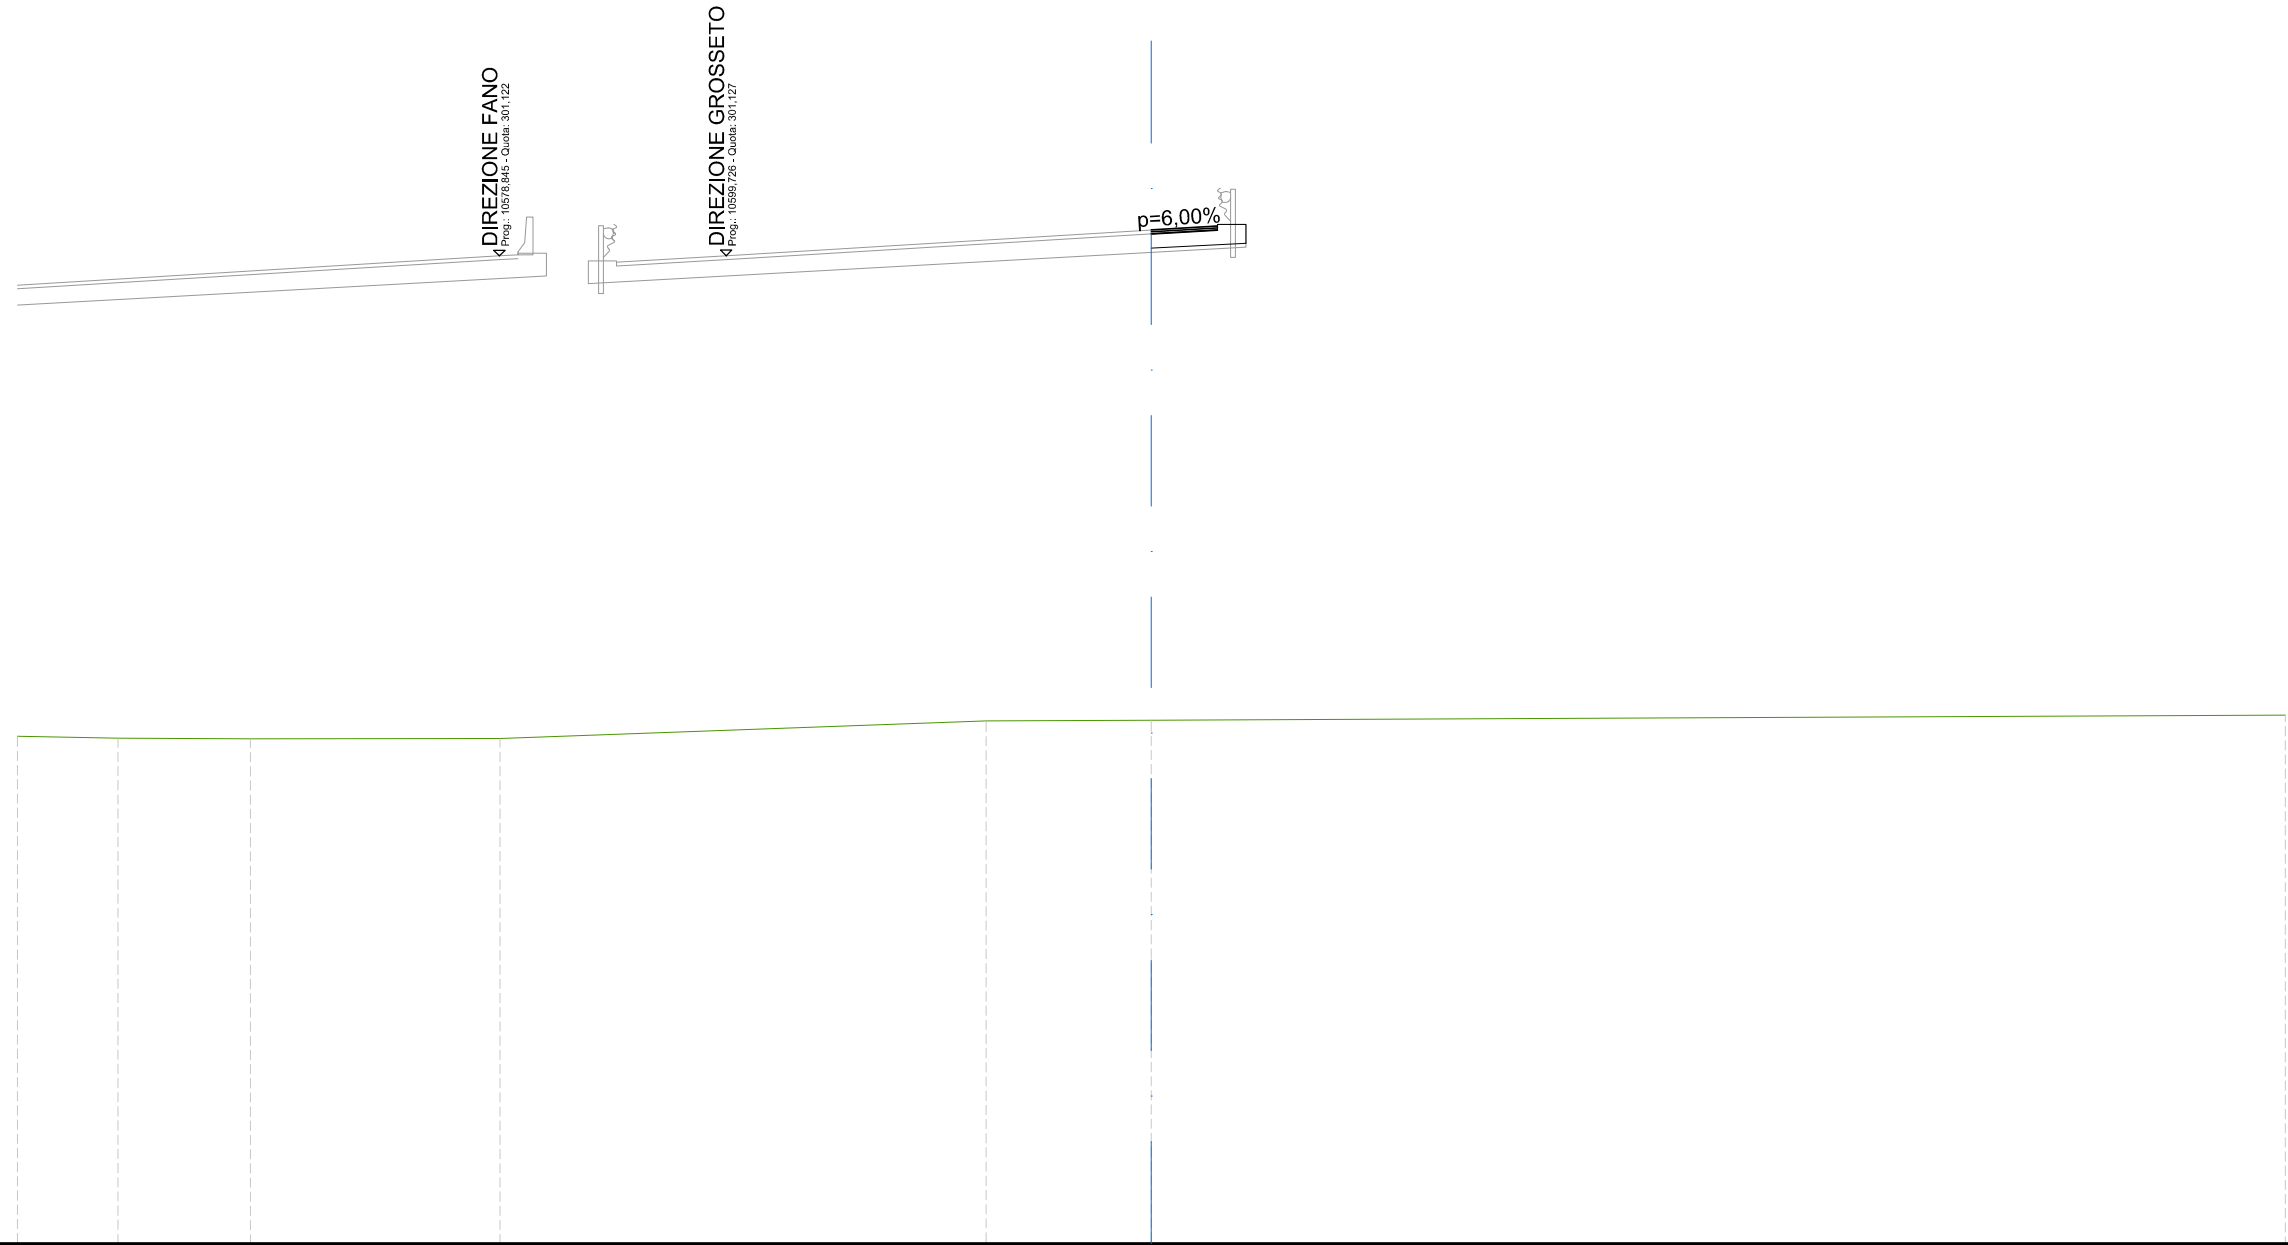 DIREZIONE FANO
Prog.: 10578,845 - Quota: 301,122
DIREZIONE GROSSETO
Prog.: 10599,726 - Quota: 301,127
p=6,00%